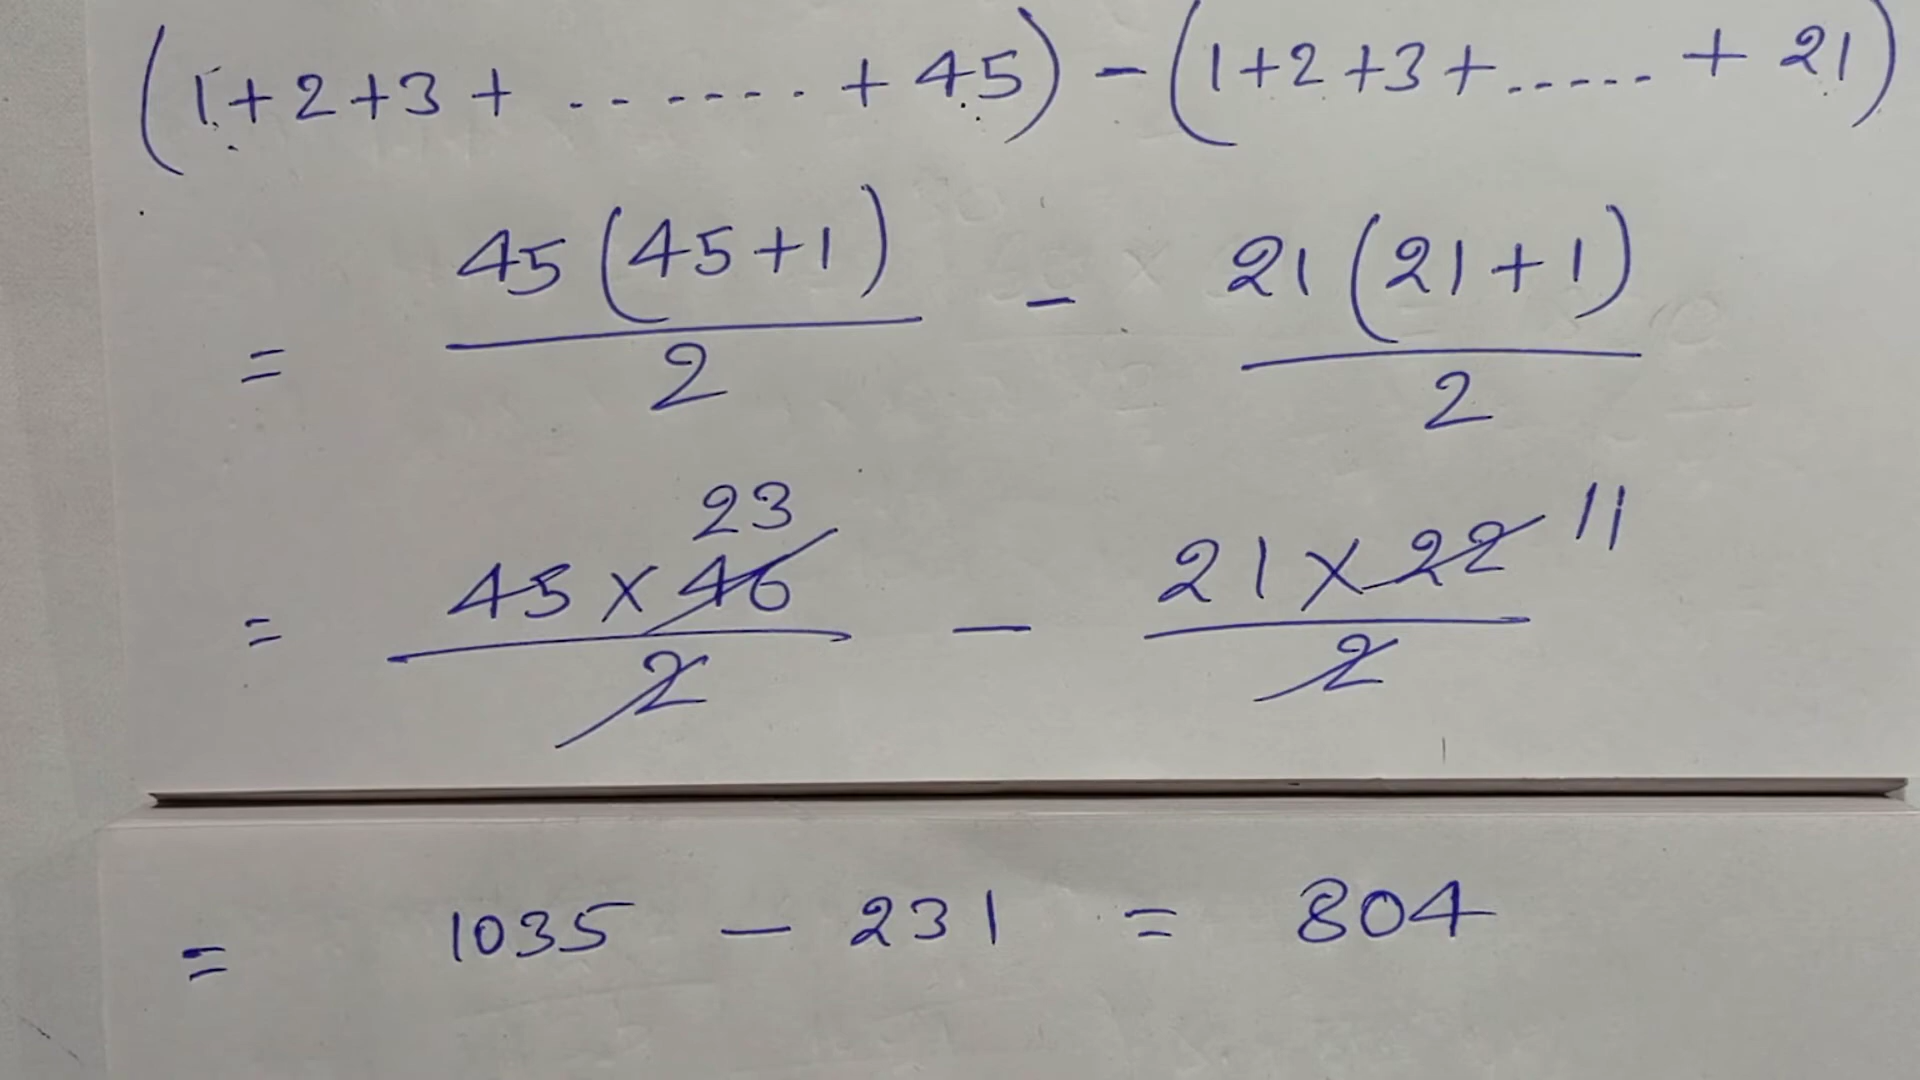 (1+2+3+.......+45)-(1+2+3+.....+21)
= 45(45+1)/2 - 21(21+1)/2
23 11
= 45×46/2 - 21×22/2
= 1035 - 231 = 804